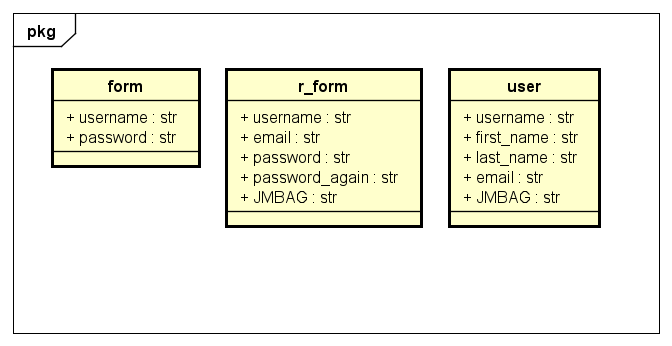 pkg
form
+ username : str
+ password : str
r_form
+ username : str
+ email : str
+ password : str
+ password_again : str
+ JMBAG : str
user
+ username : str
+ first_name : str
+ last_name : str
+ email : str
+ JMBAG : str